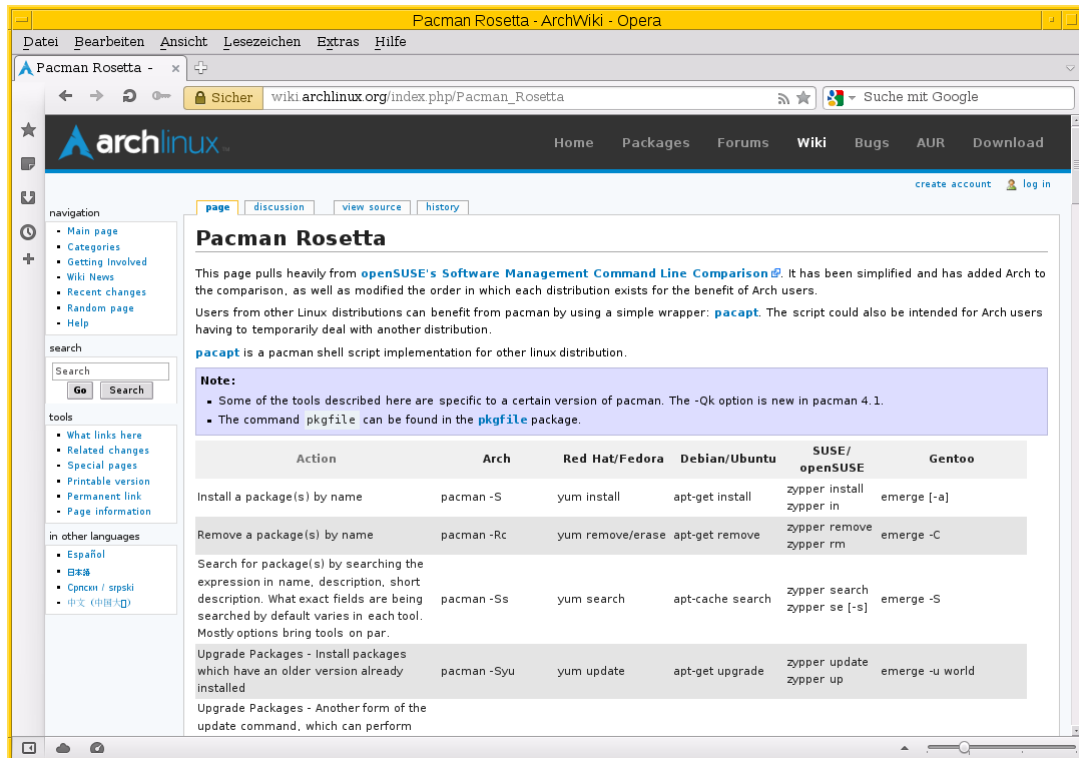 Pacman Rosetta - ArchWiki - Opera
Datei Bearbeiten Ansicht Lesezeichen Extras Hilfe
Pacman Rosetta -
Sicher wiki.archlinux.org/index.php/Pacman_Rosetta Suche mit Google
archlinux
Home Packages Forums Wiki Bugs AUR Download
create account log in
page discussion view source history
navigation
Main page
Categories
Getting Involved
Wiki News
Recent changes
Random page
Help
search
Search
Go Search
tools
What links here
Related changes
Special pages
Printable version
Permanent link
Page information
in other languages
Español
日本語
Српски / srpski
Pacman Rosetta
This page pulls heavily from openSUSE's Software Management Command Line Comparison. It has been simplified and has added Arch to
the comparison, as well as modified the order in which each distribution exists for the benefit of Arch users.
Users from other Linux distributions can benefit from pacman by using a simple wrapper: pacapt. The script could also be intended for Arch users
having to temporarily deal with another distribution.
pacapt is a pacman shell script implementation for other linux distribution.
Note:
Some of the tools described here are specific to a certain version of pacman. The -Qk option is new in pacman 4.1.
The command pkgfile can be found in the pkgfile package.
Action Arch Red Hat/Fedora Debian/Ubuntu SUSE/ openSUSE Gentoo
Install a package(s) by name pacman -S yum install apt-get install zypper install zypper in emerge [-a]
Remove a package(s) by name pacman -Rc yum remove/erase apt-get remove zypper remove zypper rm emerge -C
Search for package(s) by searching the
expression in name, description, short
description. What exact fields are being
searched by default varies in each tool.
Mostly options bring tools on par.
pacman -Ss yum search apt-cache search zypper search zypper se [-s] emerge -S
Upgrade Packages - Install packages
which have an older version already
installed
pacman -Syu yum update apt-get upgrade zypper update zypper up emerge -u world
Upgrade Packages - Another form of the
update command, which can perform